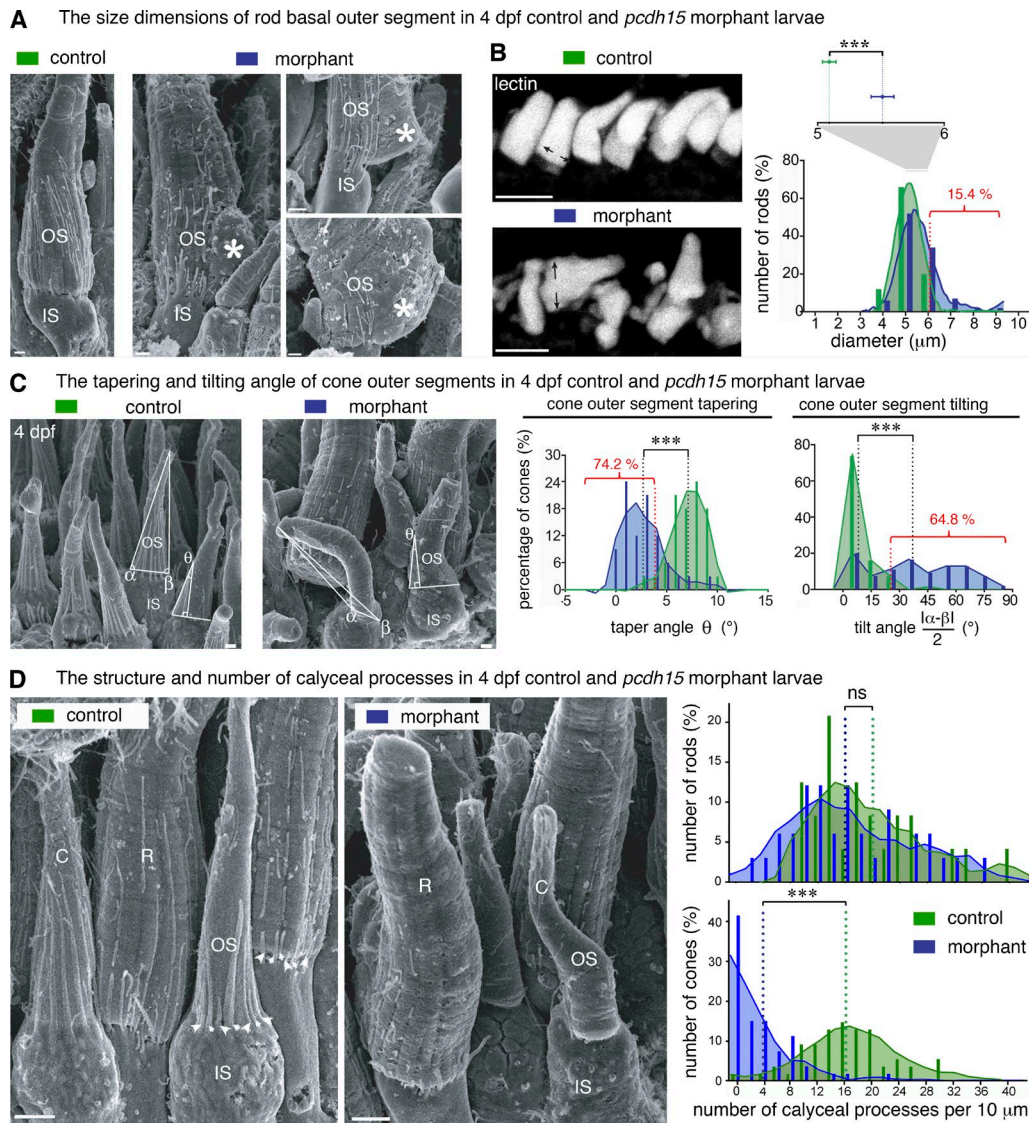 A The size dimensions of rod basal outer segment in 4 dpf control and pcdh15 morphant larvae
control
morphant
OS
IS
OS
*
IS
OS
*
IS
OS
*
B
control
lectin
morphant
***
5 6
number of rods (%)
80
60
40
20
0
15.4 %
1 2 3 4 5 6 7 8 9 10
diameter (μm)
C The tapering and tilting angle of cone outer segments in 4 dpf control and pcdh15 morphant larvae
control
morphant
4 dpf
OS
α β
IS
θ
α β
θ
OS
IS
cone outer segment tapering
percentage of cones (%)
30
24
18
12
6
0
74.2 %
***
-5 0 5 10 15
taper angle θ (°)
cone outer segment tilting
80
60
40
20
0
***
64.8 %
0 15 30 45 60 75 90
tilt angle |α-β|/2 (°)
D The structure and number of calyceal processes in 4 dpf control and pcdh15 morphant larvae
control
C
R
OS
IS
morphant
R
C
OS
IS
ns
number of rods (%)
20
15
10
5
0
***
number of cones (%)
40
30
20
10
0
control
morphant
0 4 8 12 16 20 24 28 32 36 40
number of calyceal processes per 10 μm